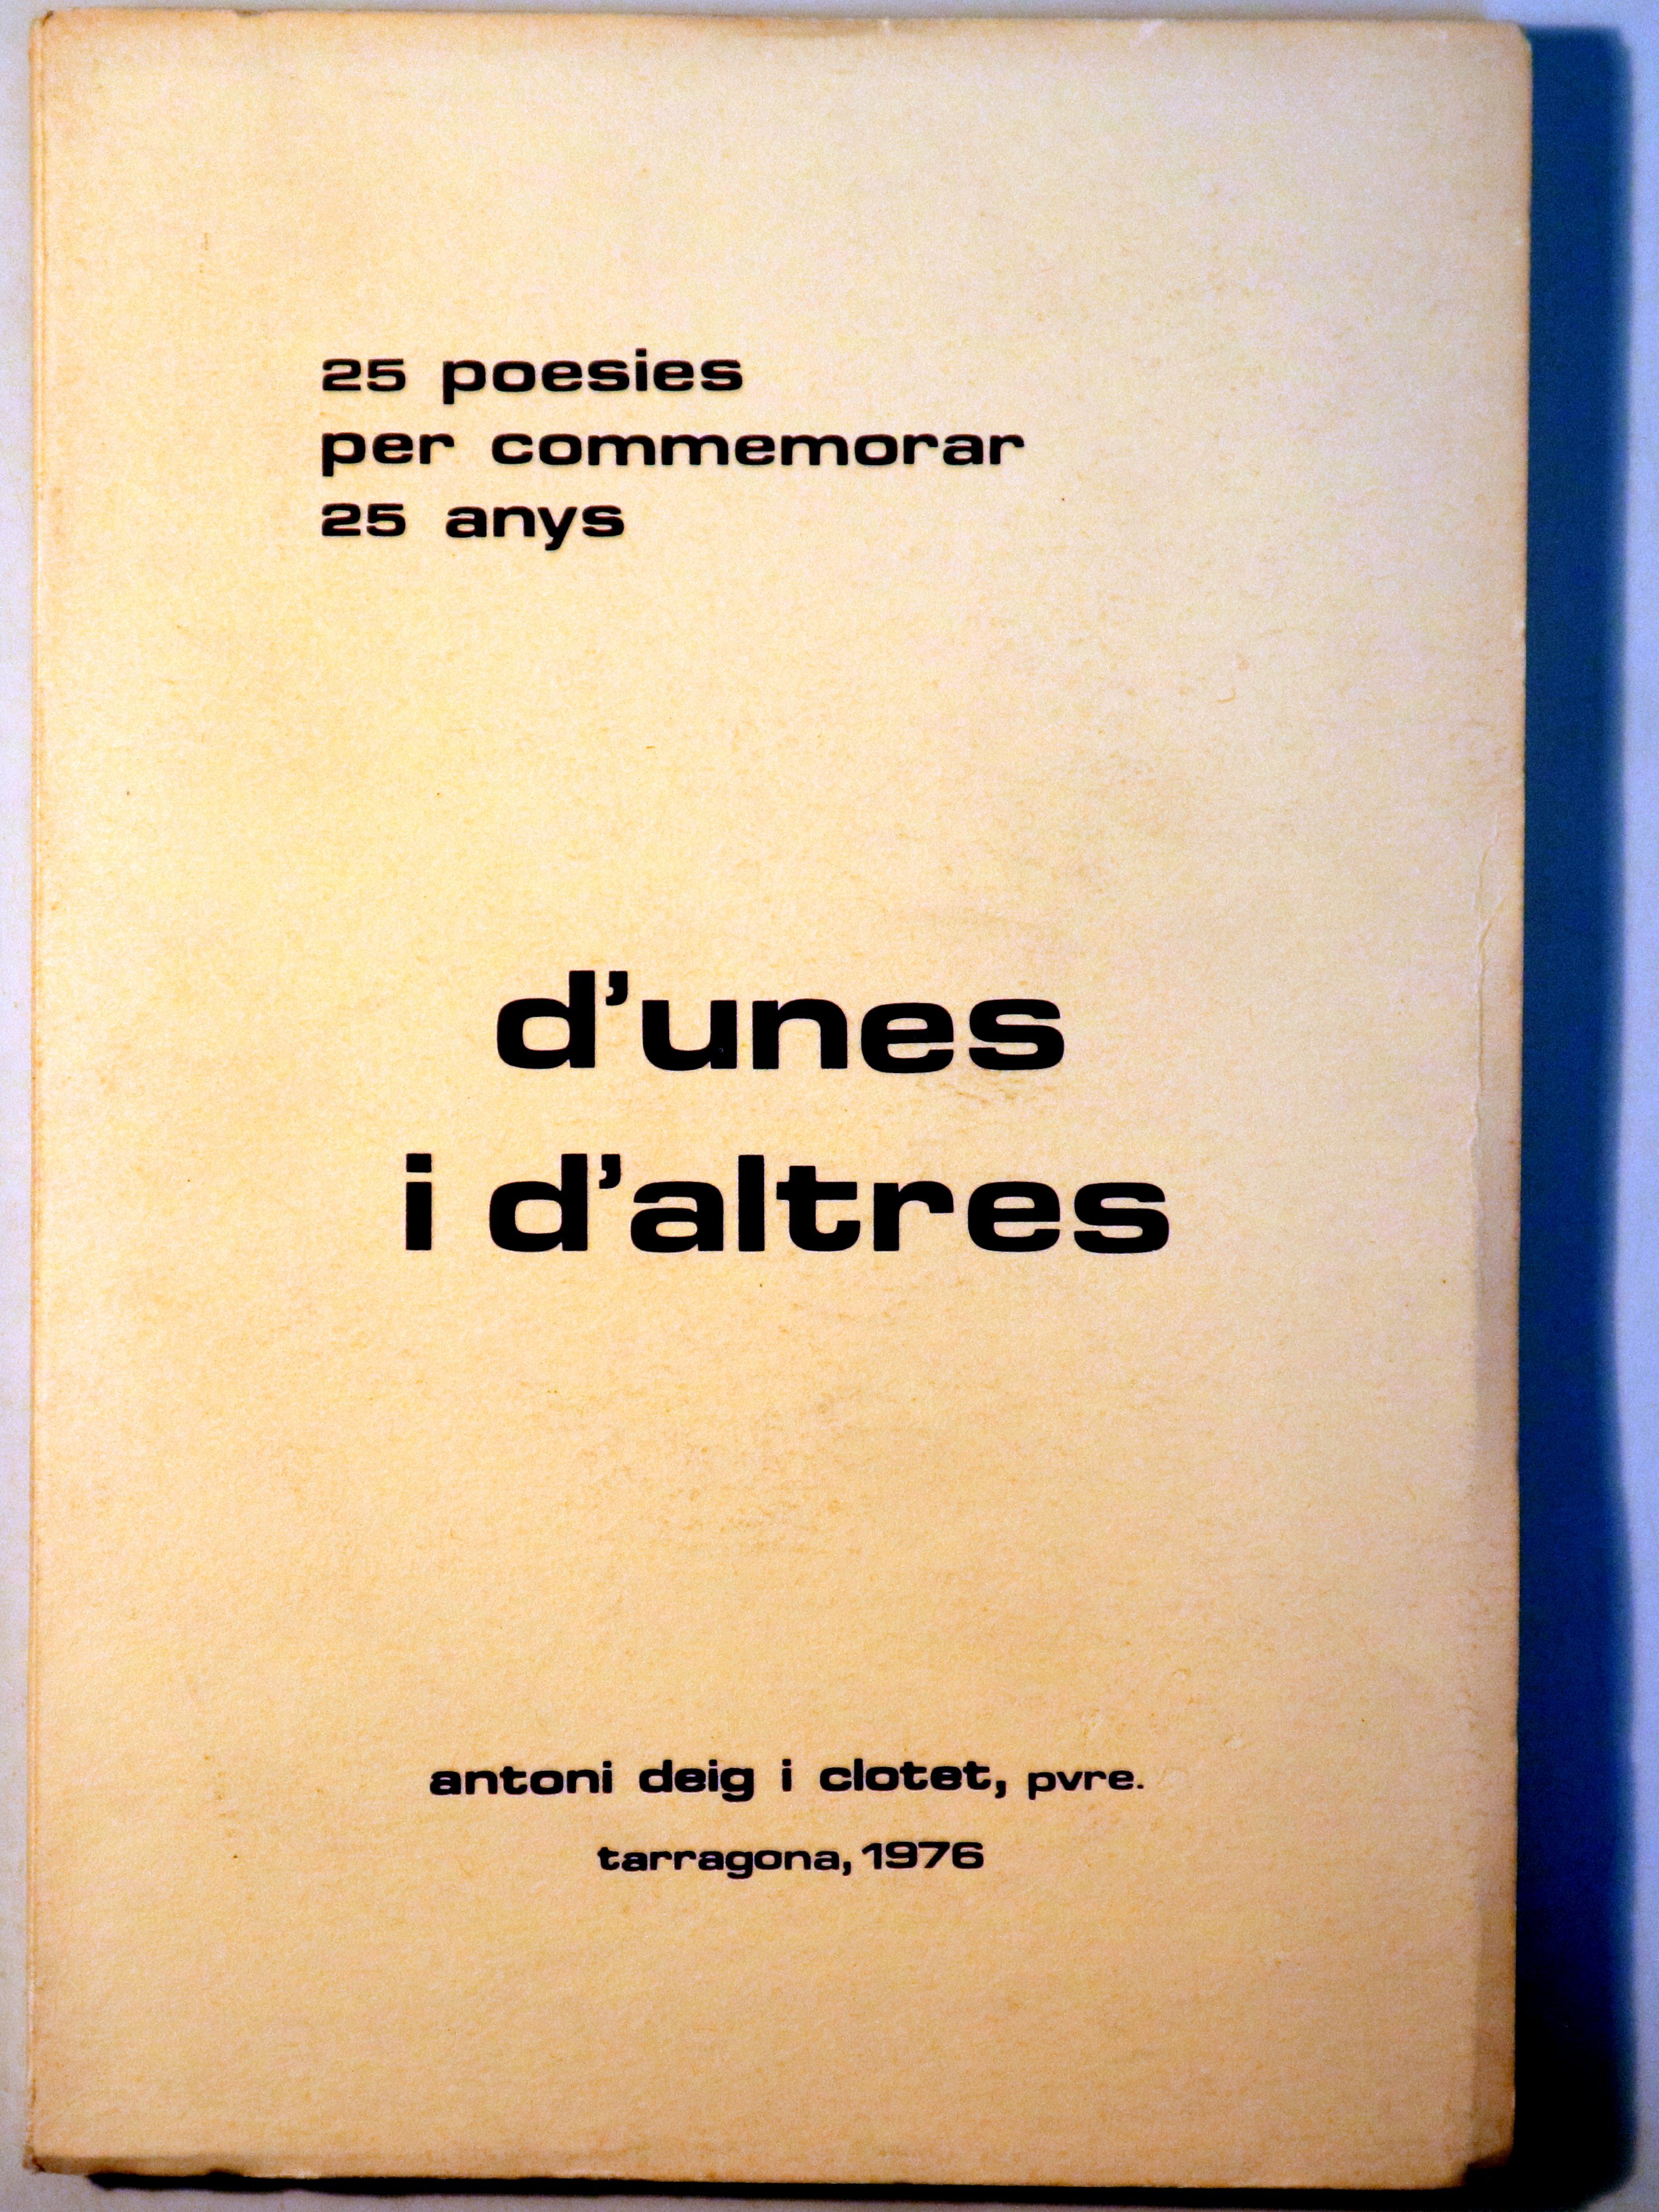 25 poesies
per commemorar
25 anys
d'unes
i d'altres
antoni deig i clotet, pvre.
tarragona, 1976